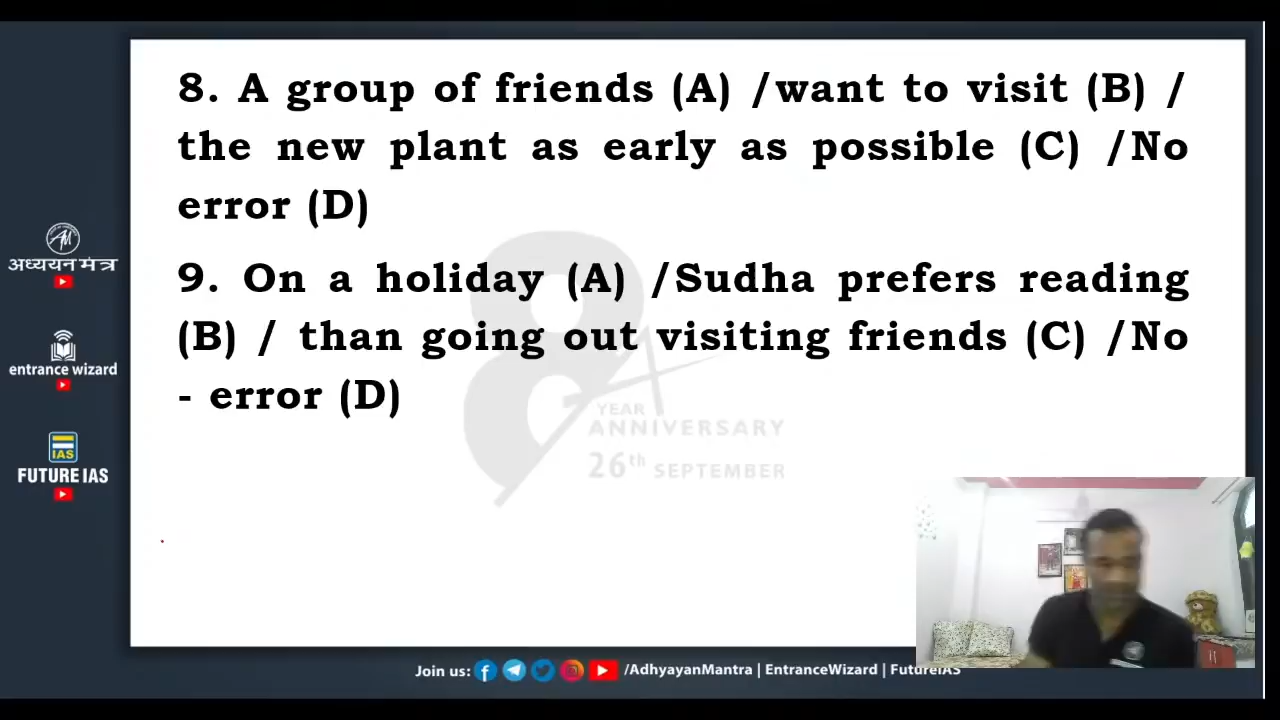 8. A group of friends (A) /want to visit (B) /
the new plant as early as possible (C) /No
error (D)
9. On a holiday (A) /Sudha prefers reading
(B) / than going out visiting friends (C) /No
- error (D)
अध्ययन मंत्र
entrance wizard
IAS
FUTURE IAS
8
YEAR
ANNIVERSARY
26th SEPTEMBER
Join us: /AdhyayanMantra | EntranceWizard | FutureIAS